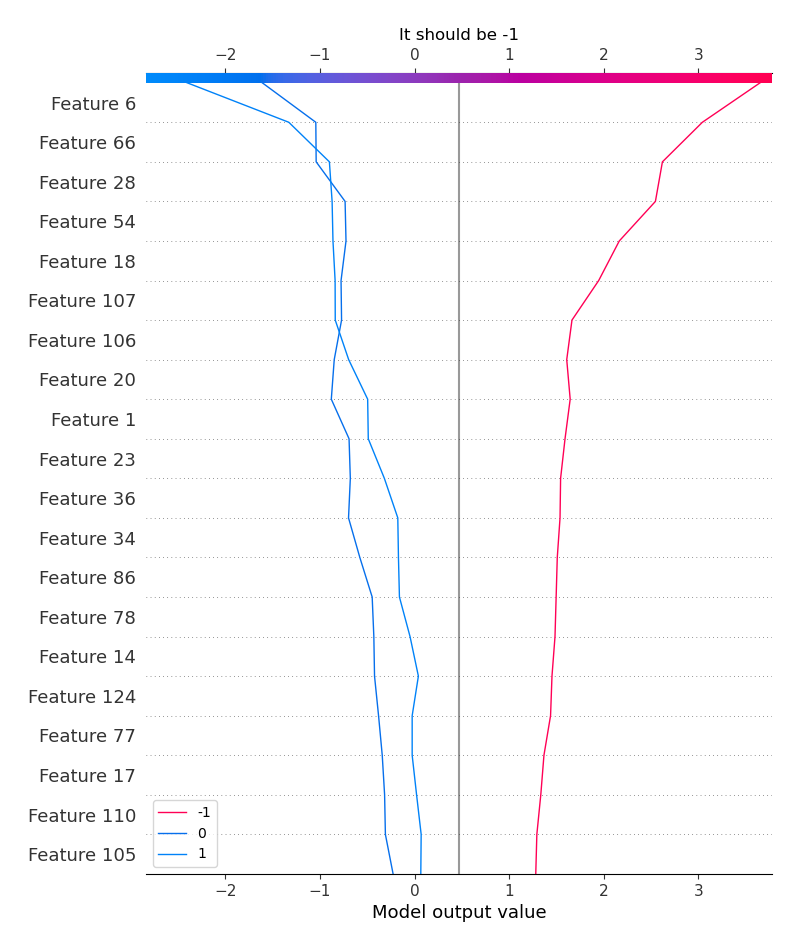 It should be -1
−2 −1 0 1 2 3
Feature 6
Feature 66
Feature 28
Feature 54
Feature 18
Feature 107
Feature 106
Feature 20
Feature 1
Feature 23
Feature 36
Feature 34
Feature 86
Feature 78
Feature 14
Feature 124
Feature 77
Feature 17
Feature 110
Feature 105
-1
0
1
−2 −1 0 1 2 3
Model output value